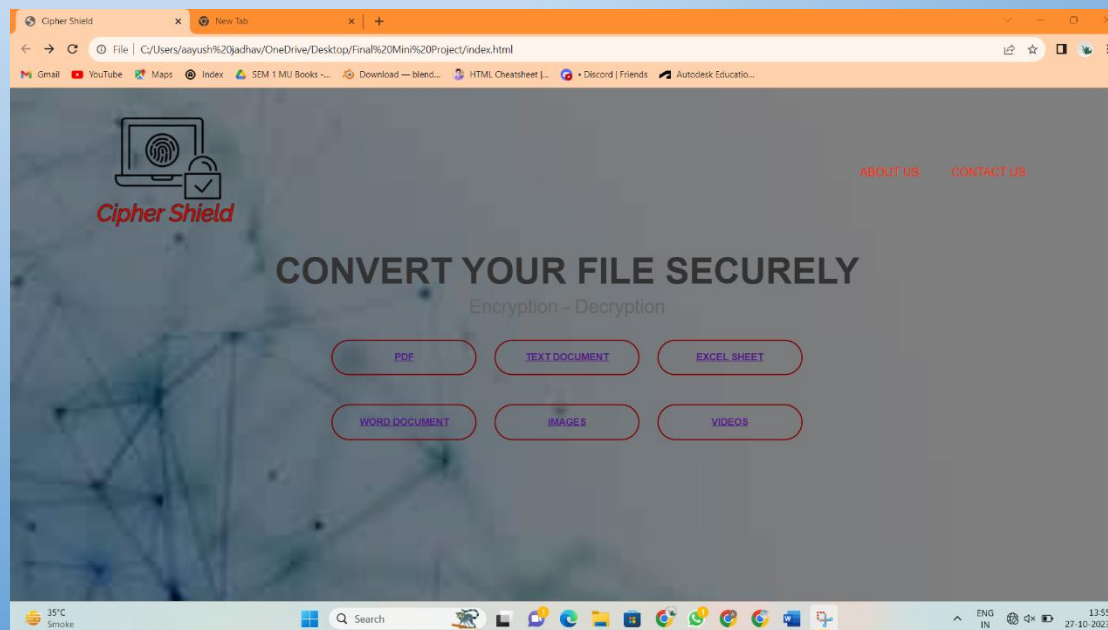 Cipher Shield
New Tab
File
C:/Users/aayush%20jadhav/OneDrive/Desktop/Final%20Mini%20Project/index.html
Gmail
YouTube
Maps
Index
SEM 1 MU Books -...
Download — blend...
HTML Cheatsheet |...
• Discord | Friends
Autodesk Educatio...
Cipher Shield
ABOUT US
CONTACT US
CONVERT YOUR FILE SECURELY
Encryption - Decryption
PDF
TEXT DOCUMENT
EXCEL SHEET
WORD DOCUMENT
IMAGES
VIDEOS
35°C
Smoke
Search
ENG
IN
13:55
27-10-2023